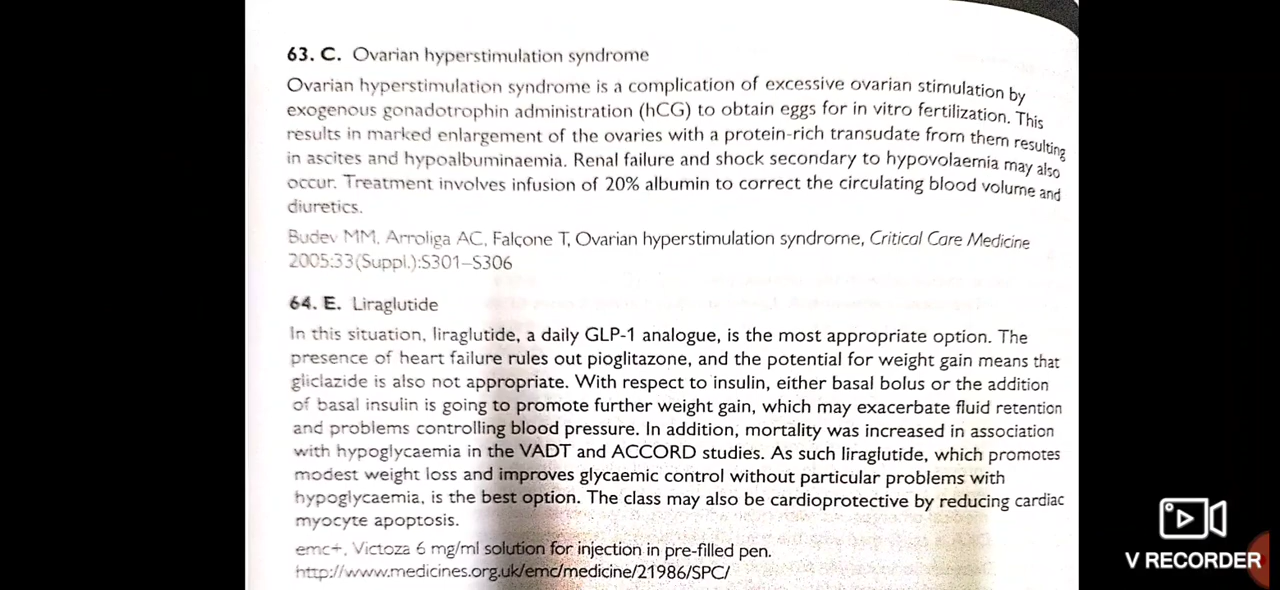 63. C. Ovarian hyperstimulation syndrome
Ovarian hyperstimulation syndrome is a complication of excessive ovarian stimulation by
exogenous gonadotrophin administration (hCG) to obtain eggs for in vitro fertilization. This
results in marked enlargement of the ovaries with a protein-rich transudate from them resulting
in ascites and hypoalbuminaemia. Renal failure and shock secondary to hypovolaemia may also
occur. Treatment involves infusion of 20% albumin to correct the circulating blood volume and
diuretics.
Budev MM, Arroliga AC, Falcone T, Ovarian hyperstimulation syndrome, Critical Care Medicine
2005:33(Suppl.):S301–S306
64. E. Liraglutide
In this situation, liraglutide, a daily GLP-1 analogue, is the most appropriate option. The
presence of heart failure rules out pioglitazone, and the potential for weight gain means that
gliclazide is also not appropriate. With respect to insulin, either basal bolus or the addition
of basal insulin is going to promote further weight gain, which may exacerbate fluid retention
and problems controlling blood pressure. In addition, mortality was increased in association
with hypoglycaemia in the VADT and ACCORD studies. As such liraglutide, which promotes
modest weight loss and improves glycaemic control without particular problems with
hypoglycaemia, is the best option. The class may also be cardioprotective by reducing cardiac
myocyte apoptosis.
emc+, Victoza 6 mg/ml solution for injection in pre-filled pen.
http://www.medicines.org.uk/emc/medicine/21986/SPC/
V RECORDER